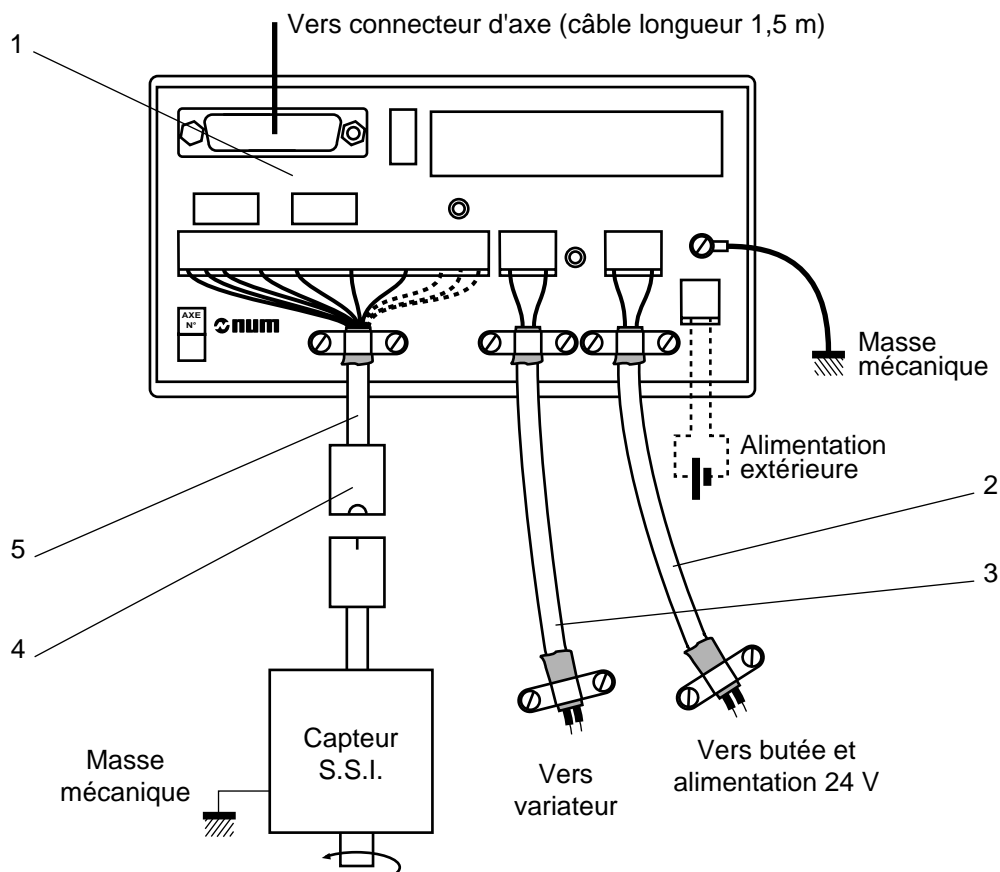 Vers connecteur d'axe (câble longueur 1,5 m)
1
AXE
N°
num
Masse
mécanique
Alimentation
extérieure
2
5
3
4
Capteur
S.S.I.
Masse
mécanique
Vers
variateur
Vers butée et
alimentation 24 V